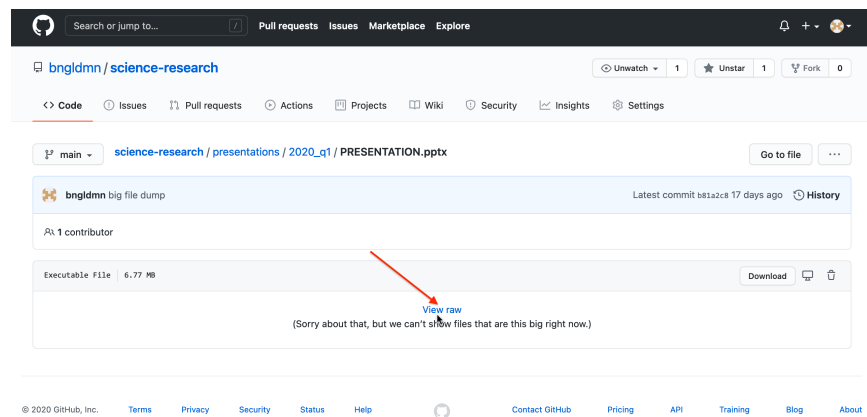 Search or jump to... / Pull requests Issues Marketplace Explore
bngldmn / science-research Unwatch 1 Unstar 1 Fork 0
<> Code Issues Pull requests Actions Projects Wiki Security Insights Settings
main science-research / presentations / 2020_q1 / PRESENTATION.pptx Go to file ...
bngldmn big file dump Latest commit b81a2c8 17 days ago History
1 contributor
Executable File 6.77 MB Download
View raw
(Sorry about that, but we can't show files that are this big right now.)
© 2020 GitHub, Inc. Terms Privacy Security Status Help Contact GitHub Pricing API Training Blog About